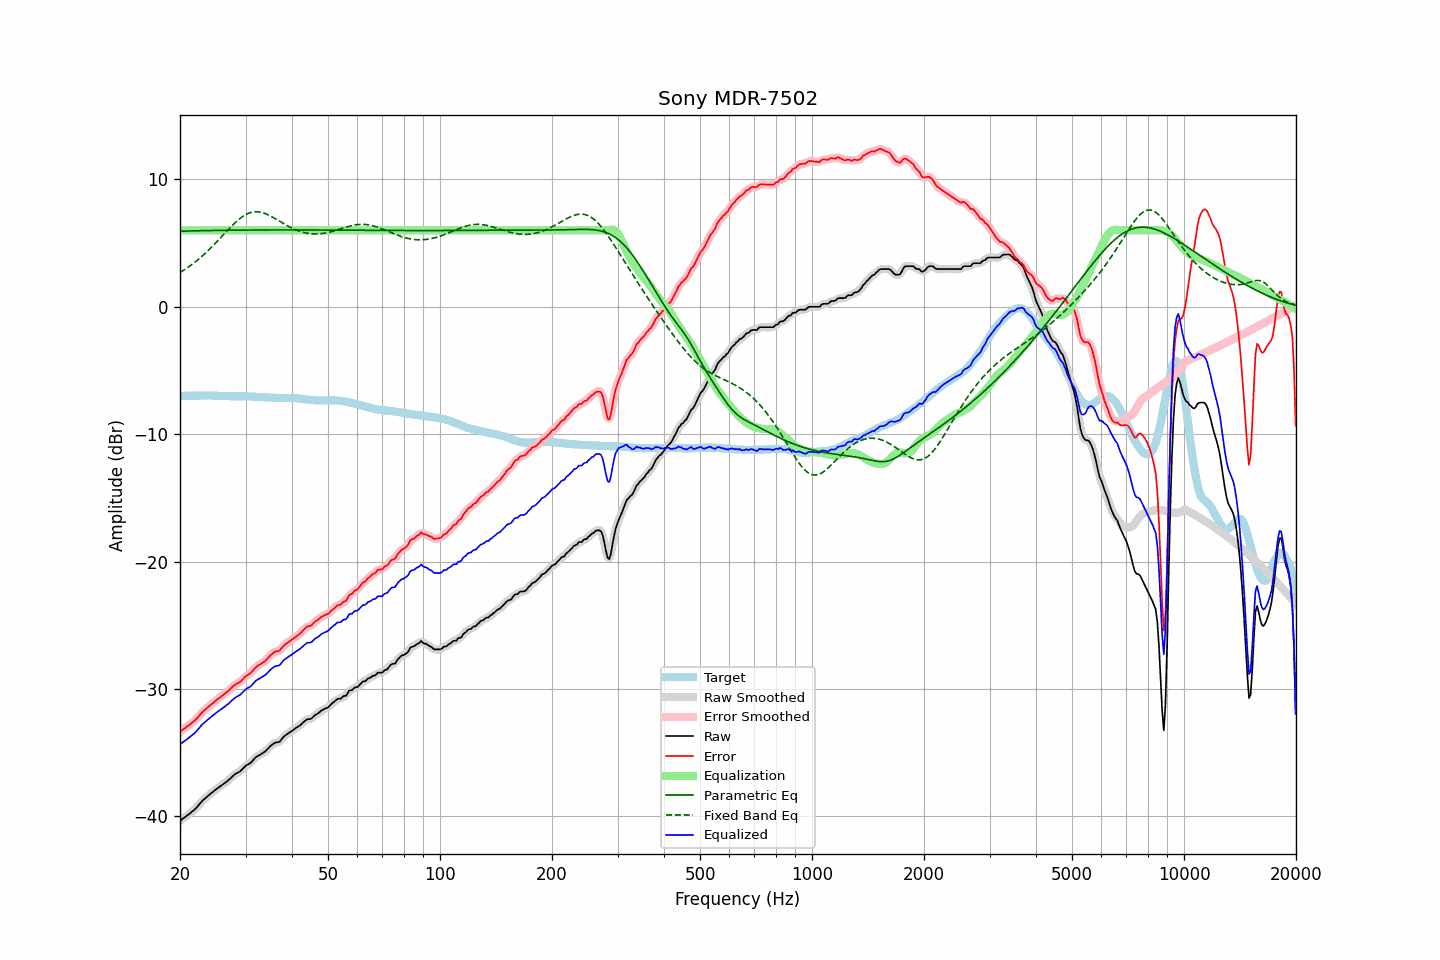 Sony MDR-7502
Amplitude (dBr)
10
0
−10
−20
−30
−40
Target
Raw Smoothed
Error Smoothed
Raw
Error
Equalization
Parametric Eq
Fixed Band Eq
Equalized
20 50 100 200 500 1000 2000 5000 10000 20000
Frequency (Hz)